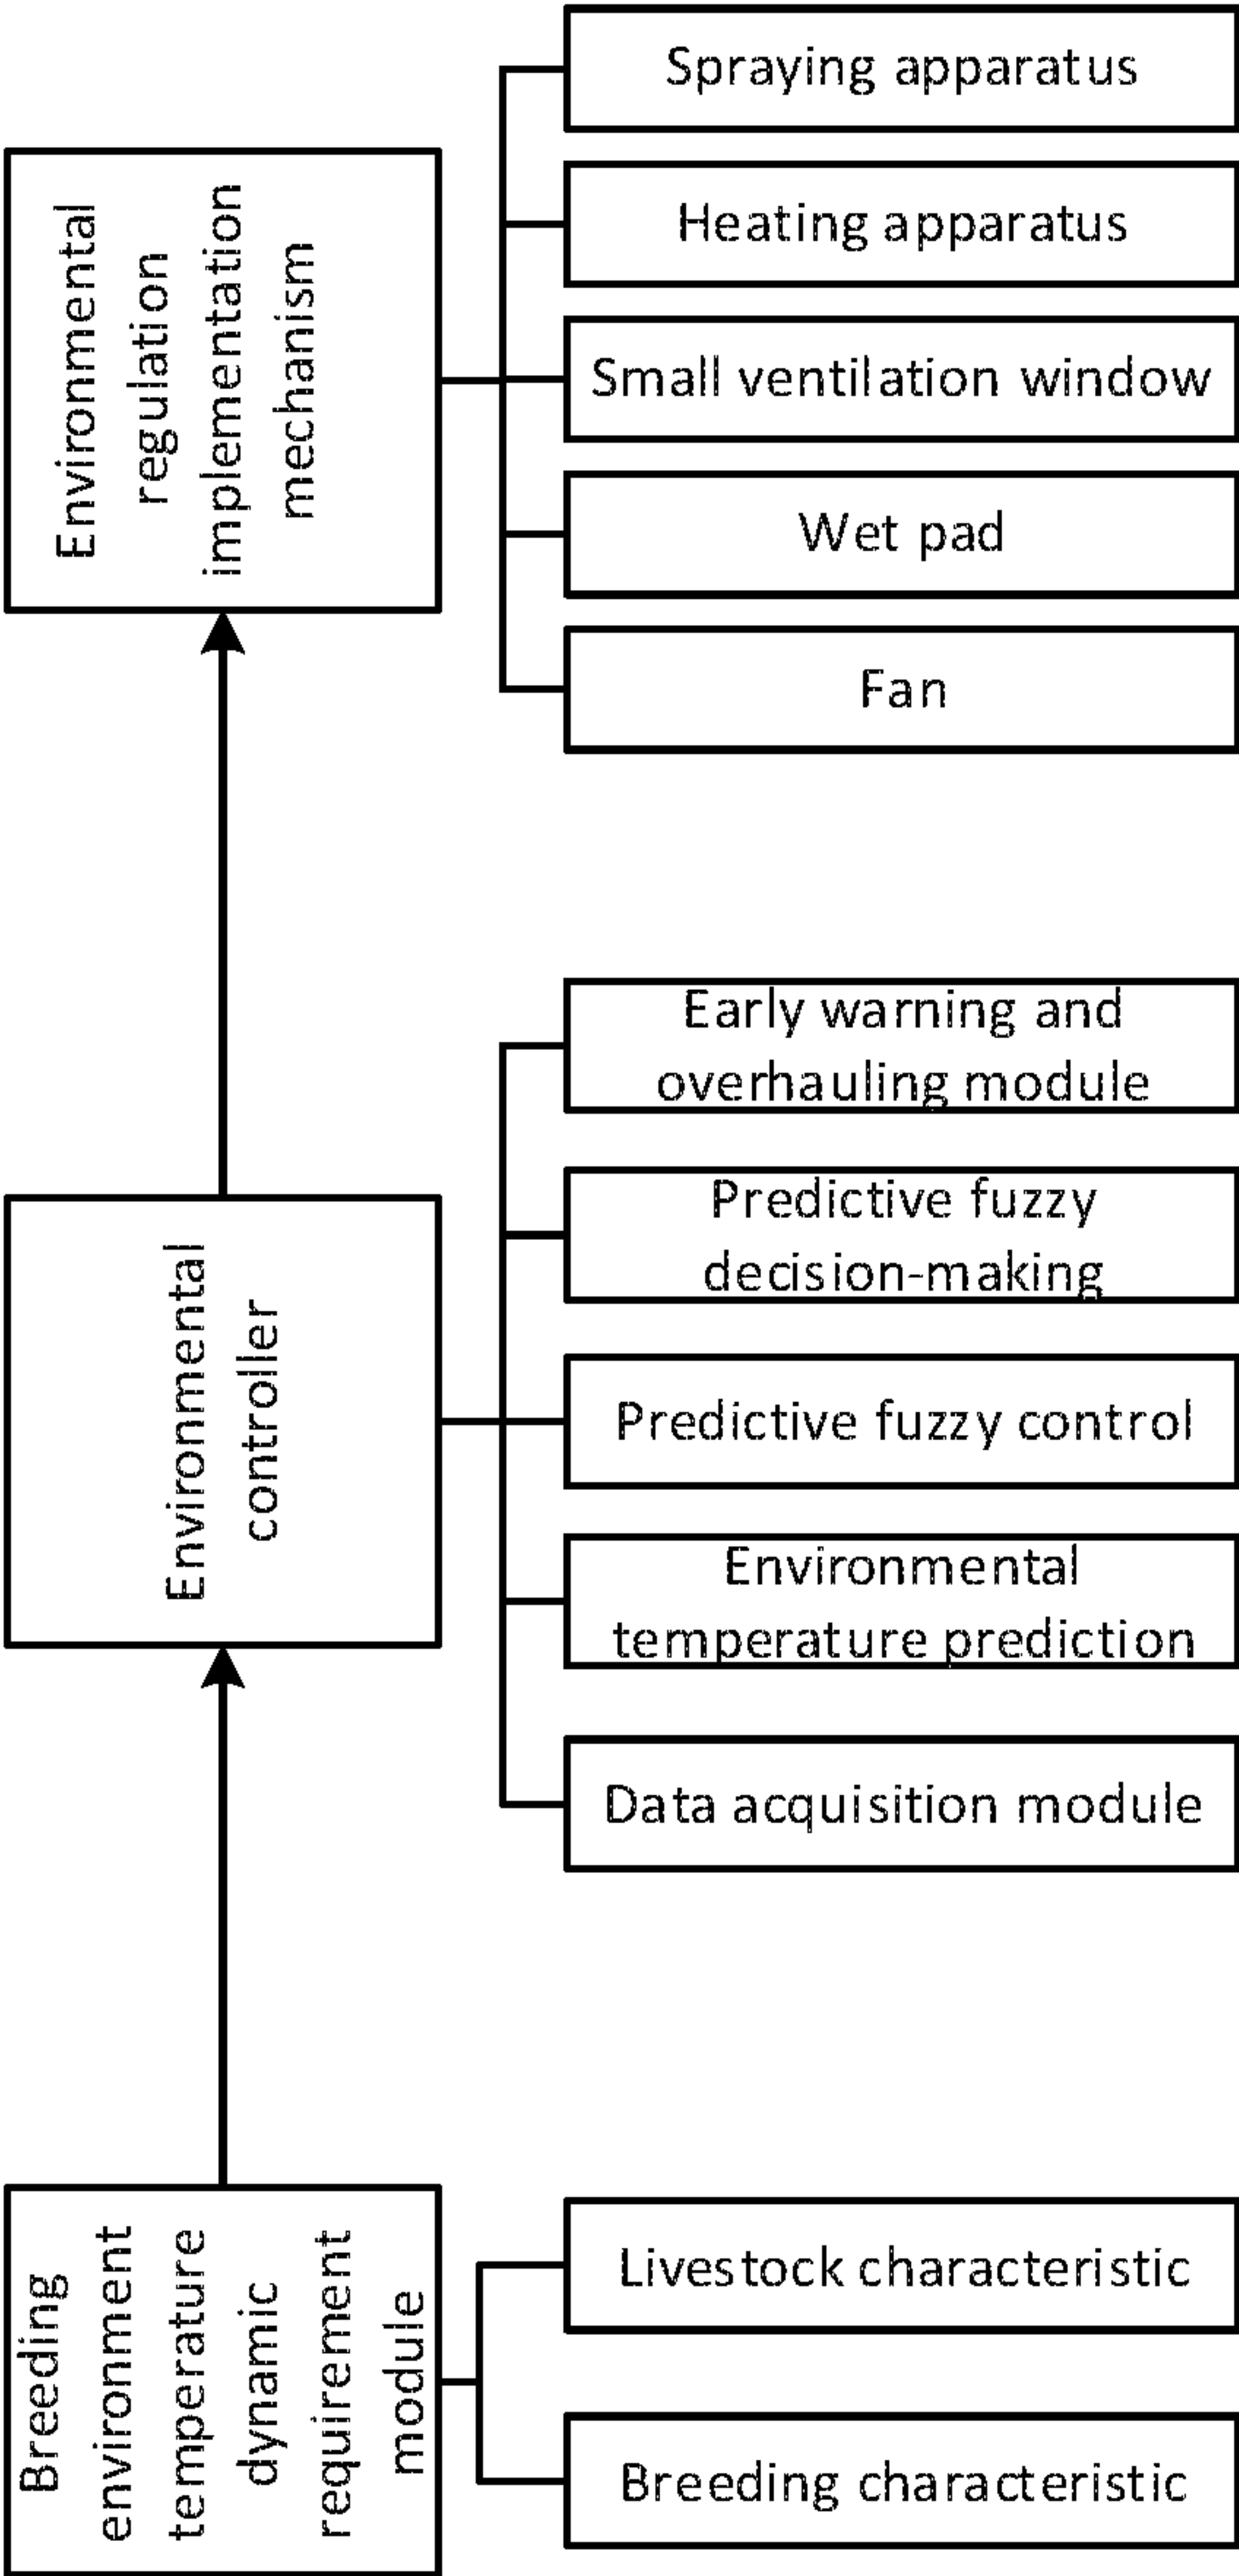 Spraying apparatus
Environmental
regulation
implementation
mechanism
Heating apparatus
Small ventilation window
Wet pad
Fan
Early warning and
overhauling module
Environmental
controller
Predictive fuzzy
decision-making
Predictive fuzzy control
Environmental
temperature prediction
Data acquisition module
Breeding
environment
temperature
dynamic
requirement
module
Livestock characteristic
Breeding characteristic